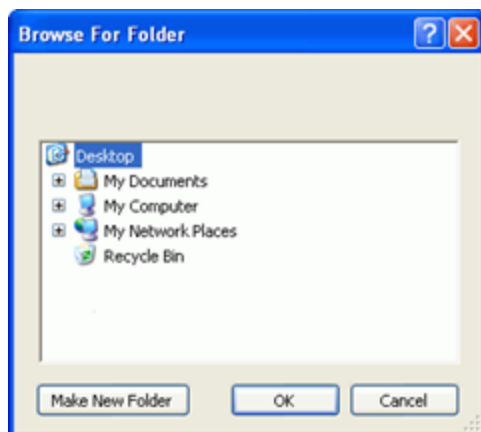 Browse For Folder
Desktop
My Documents
My Computer
My Network Places
Recycle Bin
Make New Folder OK Cancel